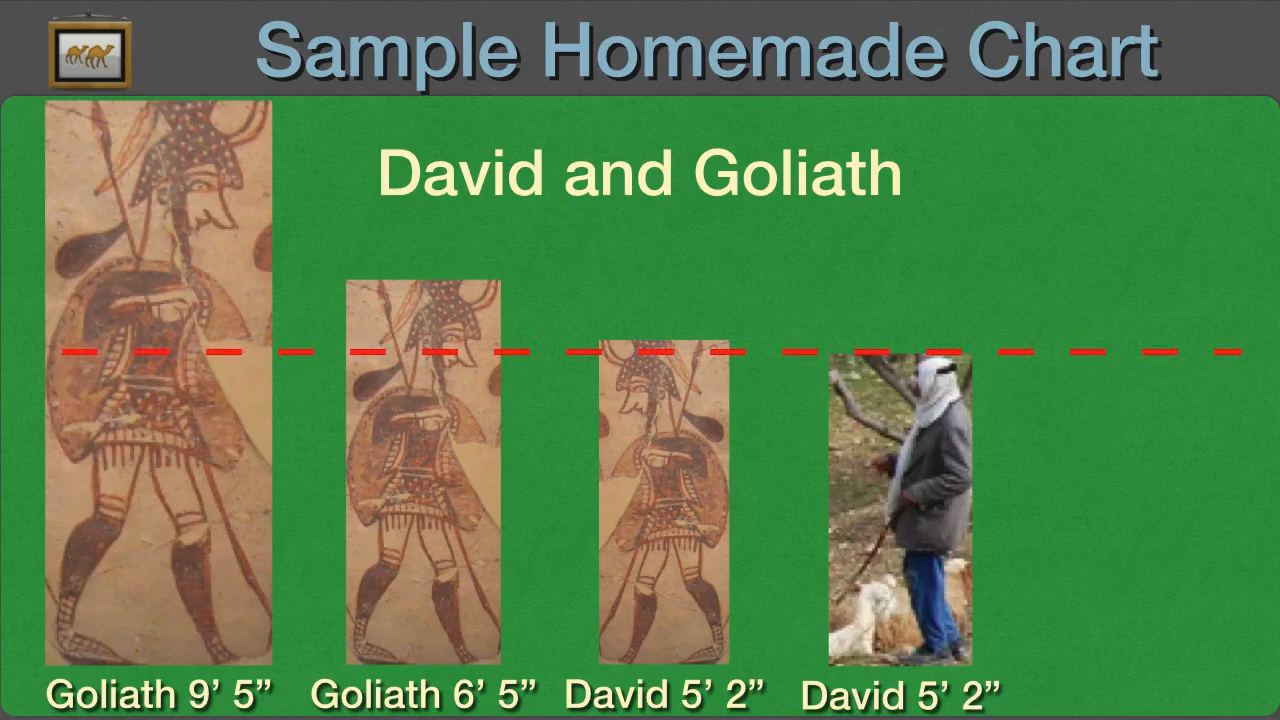 Sample Homemade Chart
David and Goliath
Goliath 9’ 5” Goliath 6’ 5” David 5’ 2” David 5’ 2”